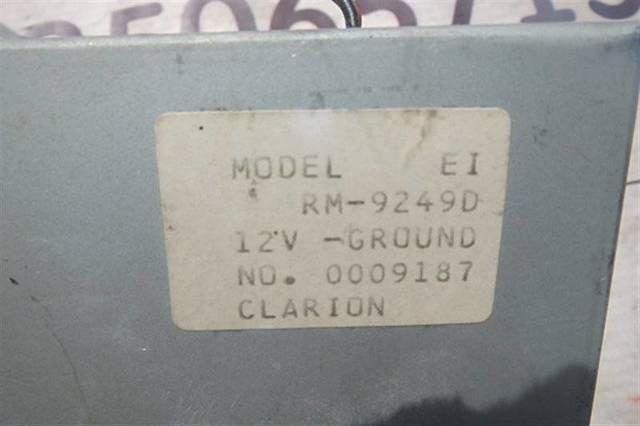 MODEL EI
RM-9249D
12V -GROUND
NO. 0009187
CLARION